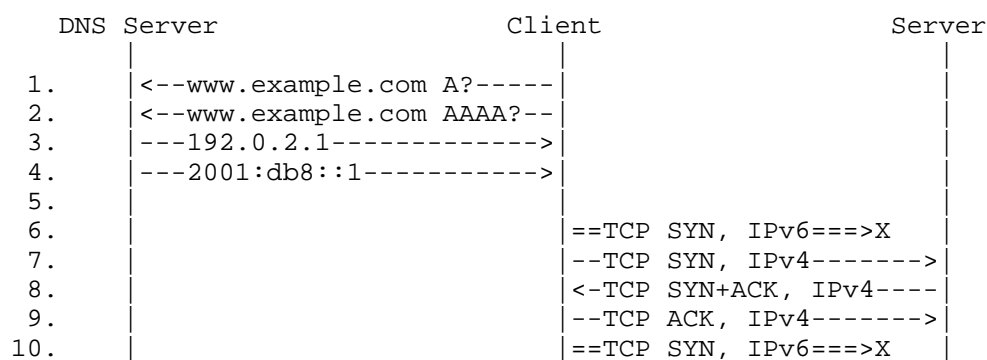 DNS Server                  Client                  Server
        |                          |                       |
  1.    |<--www.example.com A?-----|                       |
  2.    |<--www.example.com AAAA?--|                       |
  3.    |---192.0.2.1------------->|                       |
  4.    |---2001:db8::1----------->|                       |
  5.    |                          |                       |
  6.    |                          |==TCP SYN, IPv6===>X   |
  7.    |                          |--TCP SYN, IPv4------->|
  8.    |                          |<-TCP SYN+ACK, IPv4----|
  9.    |                          |--TCP ACK, IPv4------->|
 10.    |                          |==TCP SYN, IPv6===>X   |